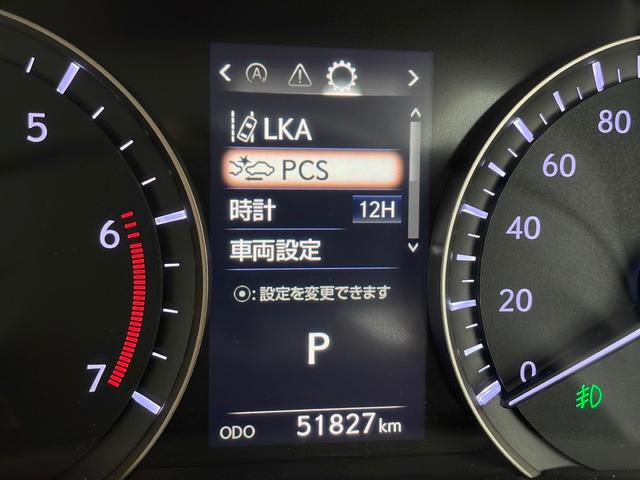 LKA
PCS
時計 12H
車両設定
⦿: 設定を変更できます
P
ODO 51827 km
5
6
7
80
60
40
20
0